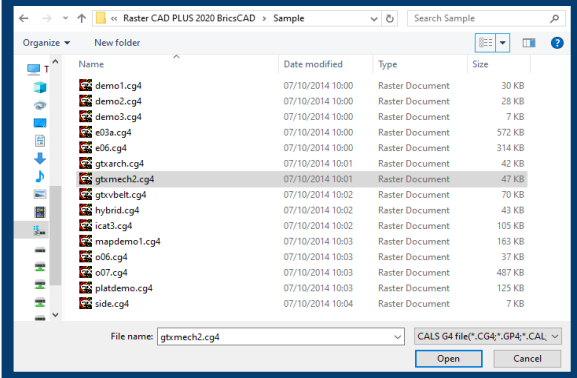 « Raster CAD PLUS 2020 BricsCAD > Sample Search Sample
Organize New folder
Name Date modified Type Size
demo1.cg4 07/10/2014 10:00 Raster Document 30 KB
demo2.cg4 07/10/2014 10:00 Raster Document 28 KB
demo3.cg4 07/10/2014 10:00 Raster Document 7 KB
e03a.cg4 07/10/2014 10:00 Raster Document 572 KB
e06.cg4 07/10/2014 10:00 Raster Document 314 KB
gtxarch.cg4 07/10/2014 10:01 Raster Document 42 KB
gtxmech2.cg4 07/10/2014 10:01 Raster Document 47 KB
gtxvbelt.cg4 07/10/2014 10:02 Raster Document 70 KB
hybrid.cg4 07/10/2014 10:02 Raster Document 43 KB
icat3.cg4 07/10/2014 10:02 Raster Document 105 KB
mapdemo1.cg4 07/10/2014 10:03 Raster Document 163 KB
o06.cg4 07/10/2014 10:03 Raster Document 37 KB
o07.cg4 07/10/2014 10:03 Raster Document 487 KB
platdemo.cg4 07/10/2014 10:03 Raster Document 125 KB
side.cg4 07/10/2014 10:04 Raster Document 7 KB
File name: gtxmech2.cg4 CALS G4 file(*.CG4;*.GP4;*.CAL;
Open Cancel